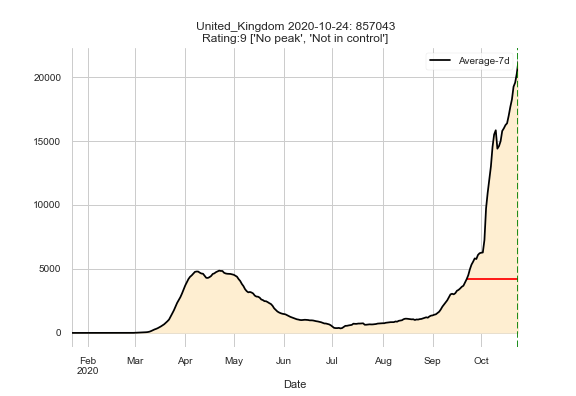 United_Kingdom 2020-10-24: 857043
Rating:9 ['No peak', 'Not in control']
Average-7d
20000
15000
10000
5000
0
Feb Mar Apr May Jun Jul Aug Sep Oct
2020
Date